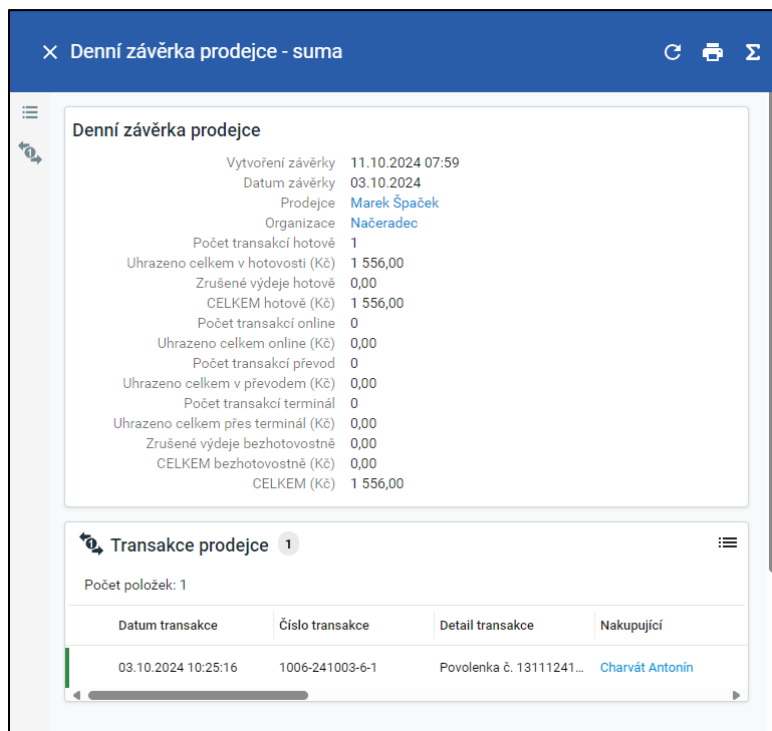 Denní závěrka prodejce - suma
Denní závěrka prodejce
Vytvoření závěrky 11.10.2024 07:59
Datum závěrky 03.10.2024
Prodejce Marek Špaček
Organizace Načeradec
Počet transakcí hotově 1
Uhrazeno celkem v hotovosti (Kč) 1 556,00
Zrušené výdeje hotově 0,00
CELKEM hotově (Kč) 1 556,00
Počet transakcí online 0
Uhrazeno celkem online (Kč) 0,00
Počet transakcí převod 0
Uhrazeno celkem v převodem (Kč) 0,00
Počet transakcí terminál 0
Uhrazeno celkem přes terminál (Kč) 0,00
Zrušené výdeje bezhotovostně 0,00
CELKEM bezhotovostně (Kč) 0,00
CELKEM (Kč) 1 556,00
Transakce prodejce 1
Počet položek: 1
Datum transakce Číslo transakce Detail transakce Nakupující
03.10.2024 10:25:16 1006-241003-6-1 Povolenka č. 13111241... Charvát Antonín